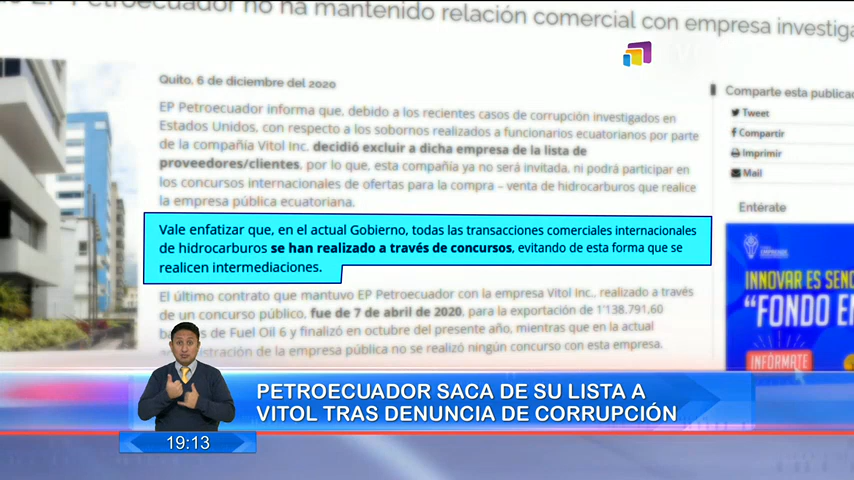 EP Petroecuador no ha mantenido relación comercial con empresa investiga
Quito, 6 de diciembre del 2020
EP Petroecuador informa que, debido a los recientes casos de corrupción investigados en
Estados Unidos, con respecto a los sobornos realizados a funcionarios ecuatorianos por parte
de la compañía Vitol Inc. decidió excluir a dicha empresa de la lista de
proveedores/clientes, por lo que, esta compañía ya no será invitada, ni podrá participar en
los concursos internacionales de ofertas para la compra – venta de hidrocarburos que realice
la empresa pública ecuatoriana.
Vale enfatizar que, en el actual Gobierno, todas las transacciones comerciales internacionales
de hidrocarburos se han realizado a través de concursos, evitando de esta forma que se
realicen intermediaciones.
El último contrato que mantuvo EP Petroecuador con la empresa Vitol Inc., realizado a través
de un concurso público, fue de 7 de abril de 2020, para la exportación de 1'138.791,60
de Fuel Oil 6 y finalizó en octubre del presente año, mientras que en la actual
de la empresa pública no se realizó ningún concurso con esta empresa.
Comparte esta publica
Tweet
Compartir
Imprimir
Mail
Entérate
INNOVAR ES SENC
"FONDO EM
INFÓRMATE
PETROECUADOR SACA DE SU LISTA A
VITOL TRAS DENUNCIA DE CORRUPCIÓN
19:13